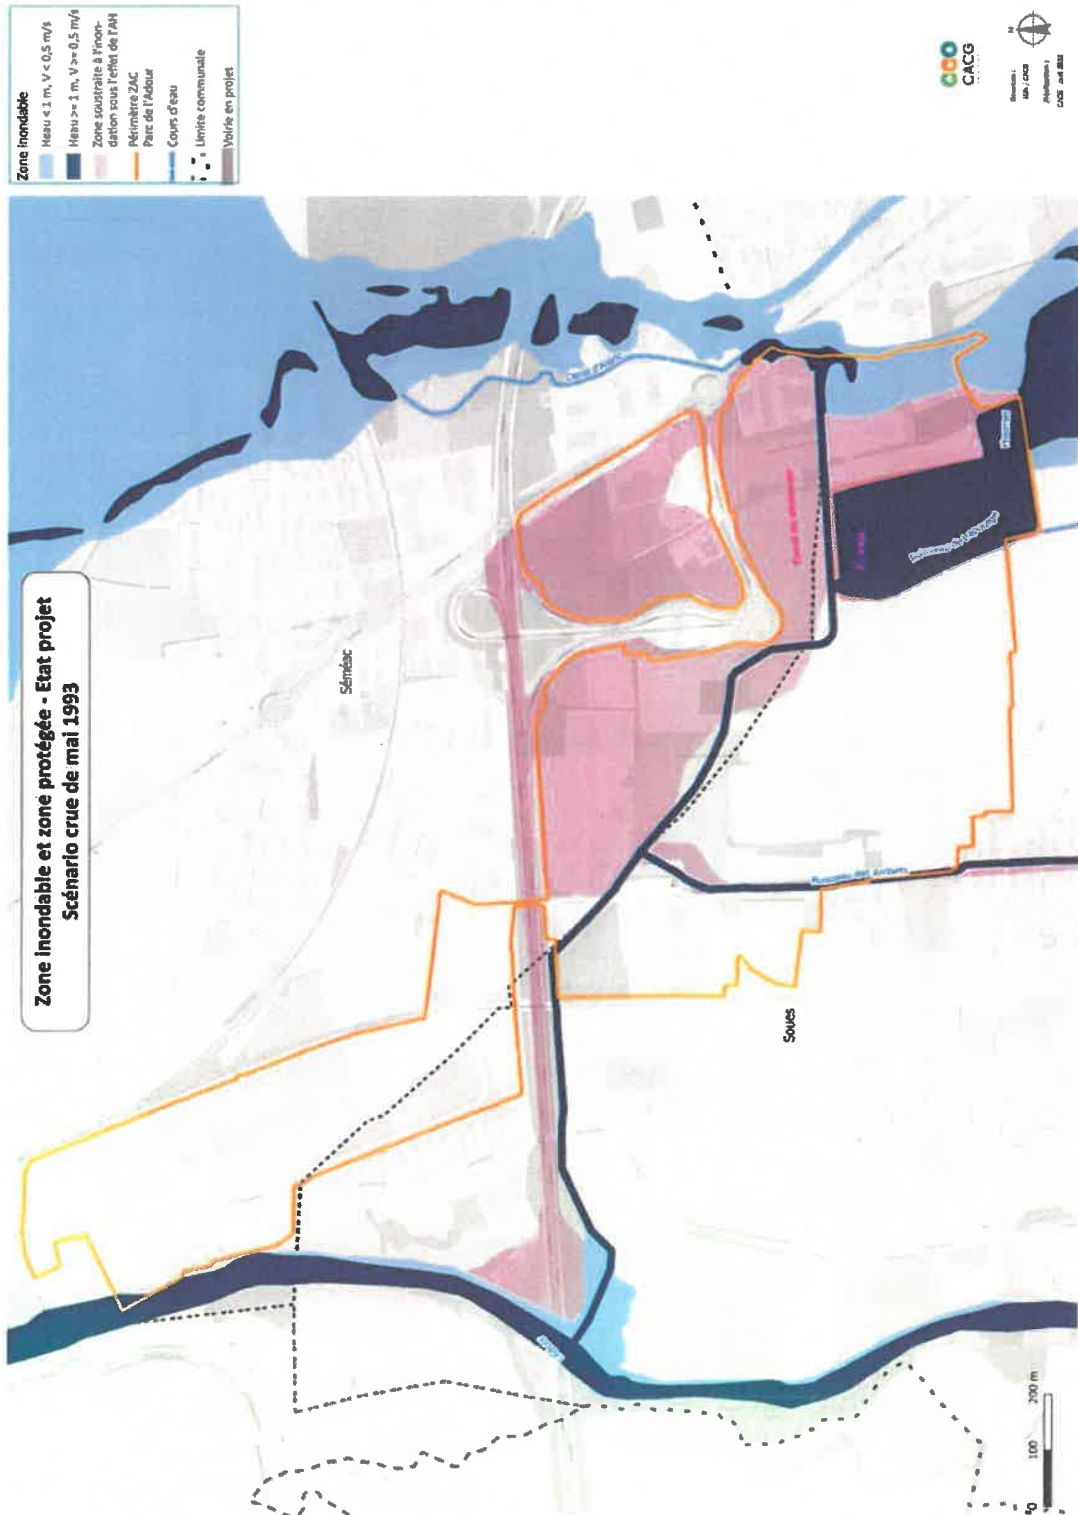 Zone inondable et zone protégée - Etat projet
Scénario crue de mai 1993
Zone inondable
Heau < 1 m, V < 0,5 m/s
Heau >= 1 m, V >= 0,5 m/s
Zone soustraite à l'inon-
dation sous l'effet de l'AH
Périmètre ZAC
Parc de l'Adour
Cours d'eau
Limite communale
Voirie en projet
CACG
N
Séméac
Soues
Ruisseau des Arribets
0 100 200 m